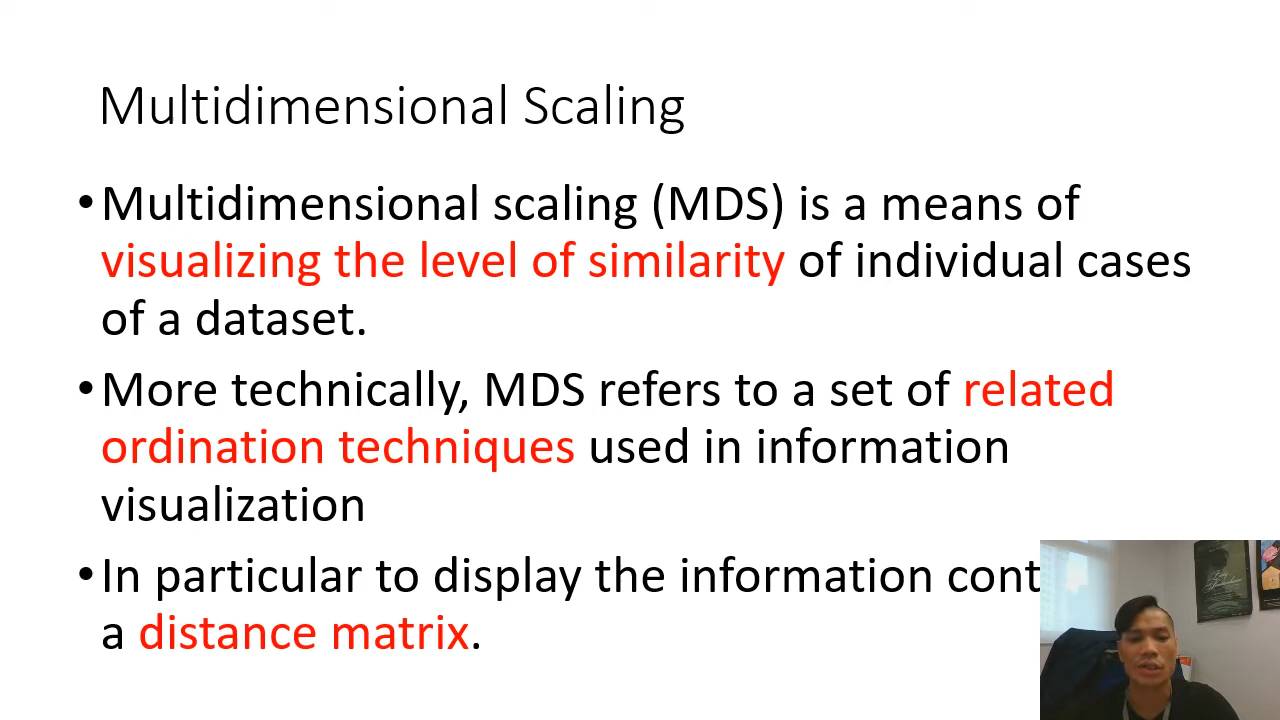 Multidimensional Scaling
•Multidimensional scaling (MDS) is a means of
visualizing the level of similarity of individual cases
of a dataset.
•More technically, MDS refers to a set of related
ordination techniques used in information
visualization
•In particular to display the information cont
a distance matrix.